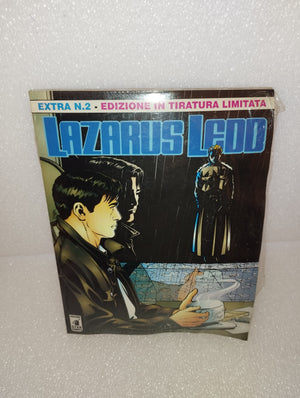 EXTRA N.2 - EDIZIONE IN TIRATURA LIMITATA
LAZARUS LEDD